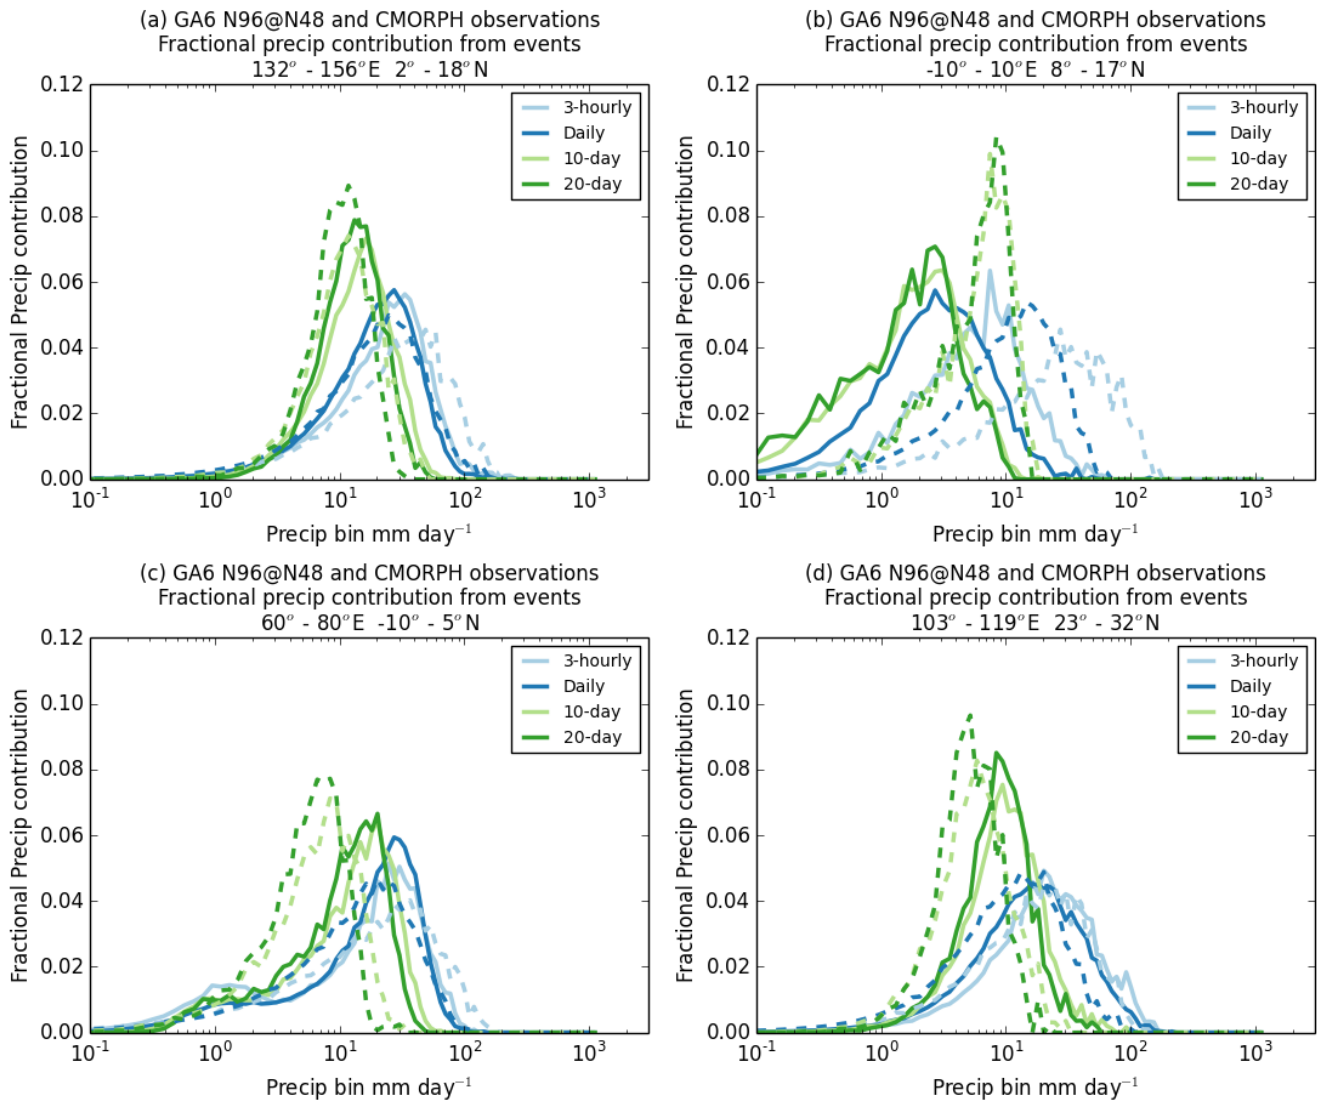 (a) GA6 N96@N48 and CMORPH observations
Fractional precip contribution from events
132° - 156°E 2° - 18°N
Fractional Precip contribution
0.12
0.10
0.08
0.06
0.04
0.02
0.00
3-hourly
Daily
10-day
20-day
10⁻¹ 10⁰ 10¹ 10² 10³
Precip bin mm day⁻¹
(b) GA6 N96@N48 and CMORPH observations
Fractional precip contribution from events
-10° - 10°E 8° - 17°N
Fractional Precip contribution
0.12
0.10
0.08
0.06
0.04
0.02
0.00
3-hourly
Daily
10-day
20-day
10⁻¹ 10⁰ 10¹ 10² 10³
Precip bin mm day⁻¹
(c) GA6 N96@N48 and CMORPH observations
Fractional precip contribution from events
60° - 80°E -10° - 5°N
Fractional Precip contribution
0.12
0.10
0.08
0.06
0.04
0.02
0.00
3-hourly
Daily
10-day
20-day
10⁻¹ 10⁰ 10¹ 10² 10³
Precip bin mm day⁻¹
(d) GA6 N96@N48 and CMORPH observations
Fractional precip contribution from events
103° - 119°E 23° - 32°N
Fractional Precip contribution
0.12
0.10
0.08
0.06
0.04
0.02
0.00
3-hourly
Daily
10-day
20-day
10⁻¹ 10⁰ 10¹ 10² 10³
Precip bin mm day⁻¹